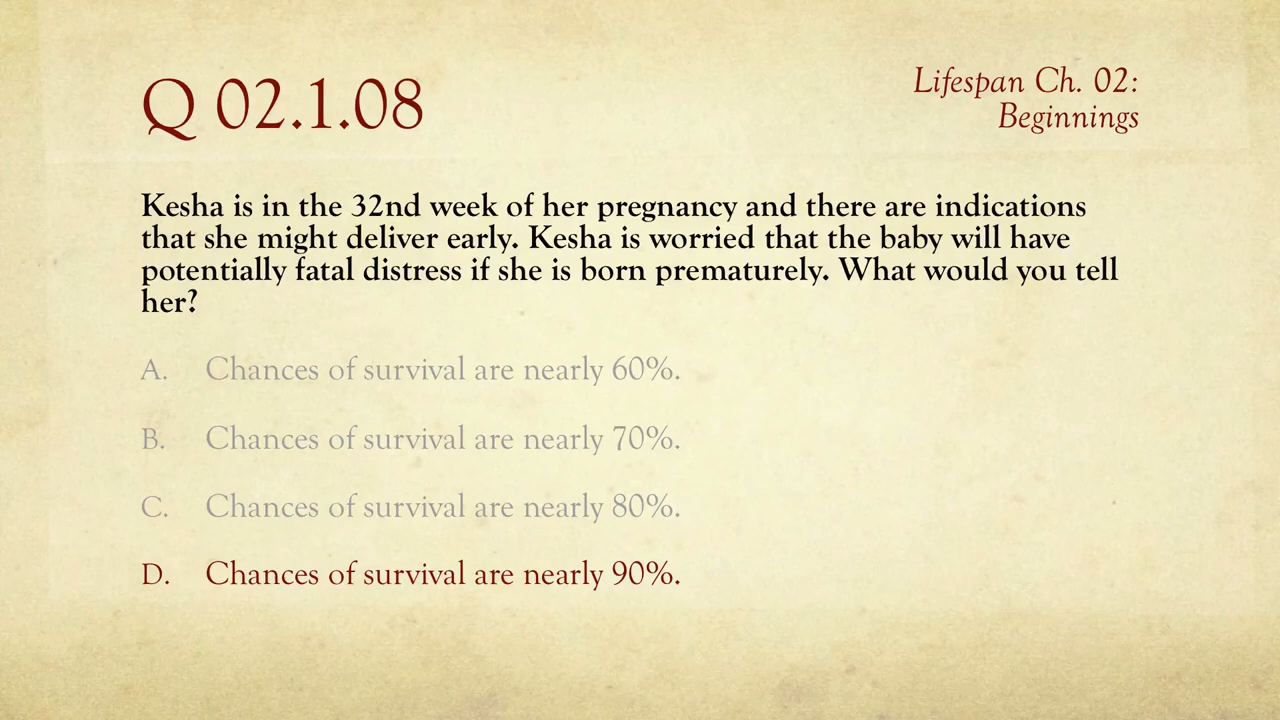 Q 02.1.08
Lifespan Ch. 02:
Beginnings
Kesha is in the 32nd week of her pregnancy and there are indications
that she might deliver early. Kesha is worried that the baby will have
potentially fatal distress if she is born prematurely. What would you tell
her?
A. Chances of survival are nearly 60%.
B. Chances of survival are nearly 70%.
C. Chances of survival are nearly 80%.
D. Chances of survival are nearly 90%.